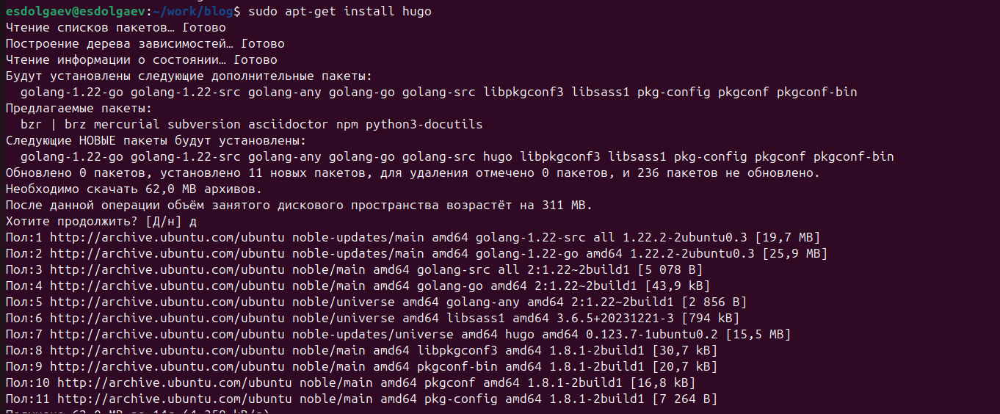 esdolgaev@esdolgaev:~/work/blog$ sudo apt-get install hugo
Чтение списков пакетов… Готово
Построение дерева зависимостей… Готово
Чтение информации о состоянии… Готово
Будут установлены следующие дополнительные пакеты:
  golang-1.22-go golang-1.22-src golang-any golang-go golang-src libpkgconf3 libsass1 pkg-config pkgconf pkgconf-bin
Предлагаемые пакеты:
  bzr | brz mercurial subversion asciidoctor npm python3-docutils
Следующие НОВЫЕ пакеты будут установлены:
  golang-1.22-go golang-1.22-src golang-any golang-go golang-src hugo libpkgconf3 libsass1 pkg-config pkgconf pkgconf-bin
Обновлено 0 пакетов, установлено 11 новых пакетов, для удаления отмечено 0 пакетов, и 236 пакетов не обновлено.
Необходимо скачать 62,0 MB архивов.
После данной операции объём занятого дискового пространства возрастёт на 311 MB.
Хотите продолжить? [Д/н] д
Пол:1 http://archive.ubuntu.com/ubuntu noble-updates/main amd64 golang-1.22-src all 1.22.2-2ubuntu0.3 [19,7 MB]
Пол:2 http://archive.ubuntu.com/ubuntu noble-updates/main amd64 golang-1.22-go amd64 1.22.2-2ubuntu0.3 [25,9 MB]
Пол:3 http://archive.ubuntu.com/ubuntu noble/main amd64 golang-src all 2:1.22~2build1 [5 078 B]
Пол:4 http://archive.ubuntu.com/ubuntu noble/main amd64 golang-go amd64 2:1.22~2build1 [43,9 kB]
Пол:5 http://archive.ubuntu.com/ubuntu noble/universe amd64 golang-any amd64 2:1.22~2build1 [2 856 B]
Пол:6 http://archive.ubuntu.com/ubuntu noble/universe amd64 libsass1 amd64 3.6.5+20231221-3 [794 kB]
Пол:7 http://archive.ubuntu.com/ubuntu noble-updates/universe amd64 hugo amd64 0.123.7-1ubuntu0.2 [15,5 MB]
Пол:8 http://archive.ubuntu.com/ubuntu noble/main amd64 libpkgconf3 amd64 1.8.1-2build1 [30,7 kB]
Пол:9 http://archive.ubuntu.com/ubuntu noble/main amd64 pkgconf-bin amd64 1.8.1-2build1 [20,7 kB]
Пол:10 http://archive.ubuntu.com/ubuntu noble/main amd64 pkgconf amd64 1.8.1-2build1 [16,8 kB]
Пол:11 http://archive.ubuntu.com/ubuntu noble/main amd64 pkg-config amd64 1.8.1-2build1 [7 264 B]